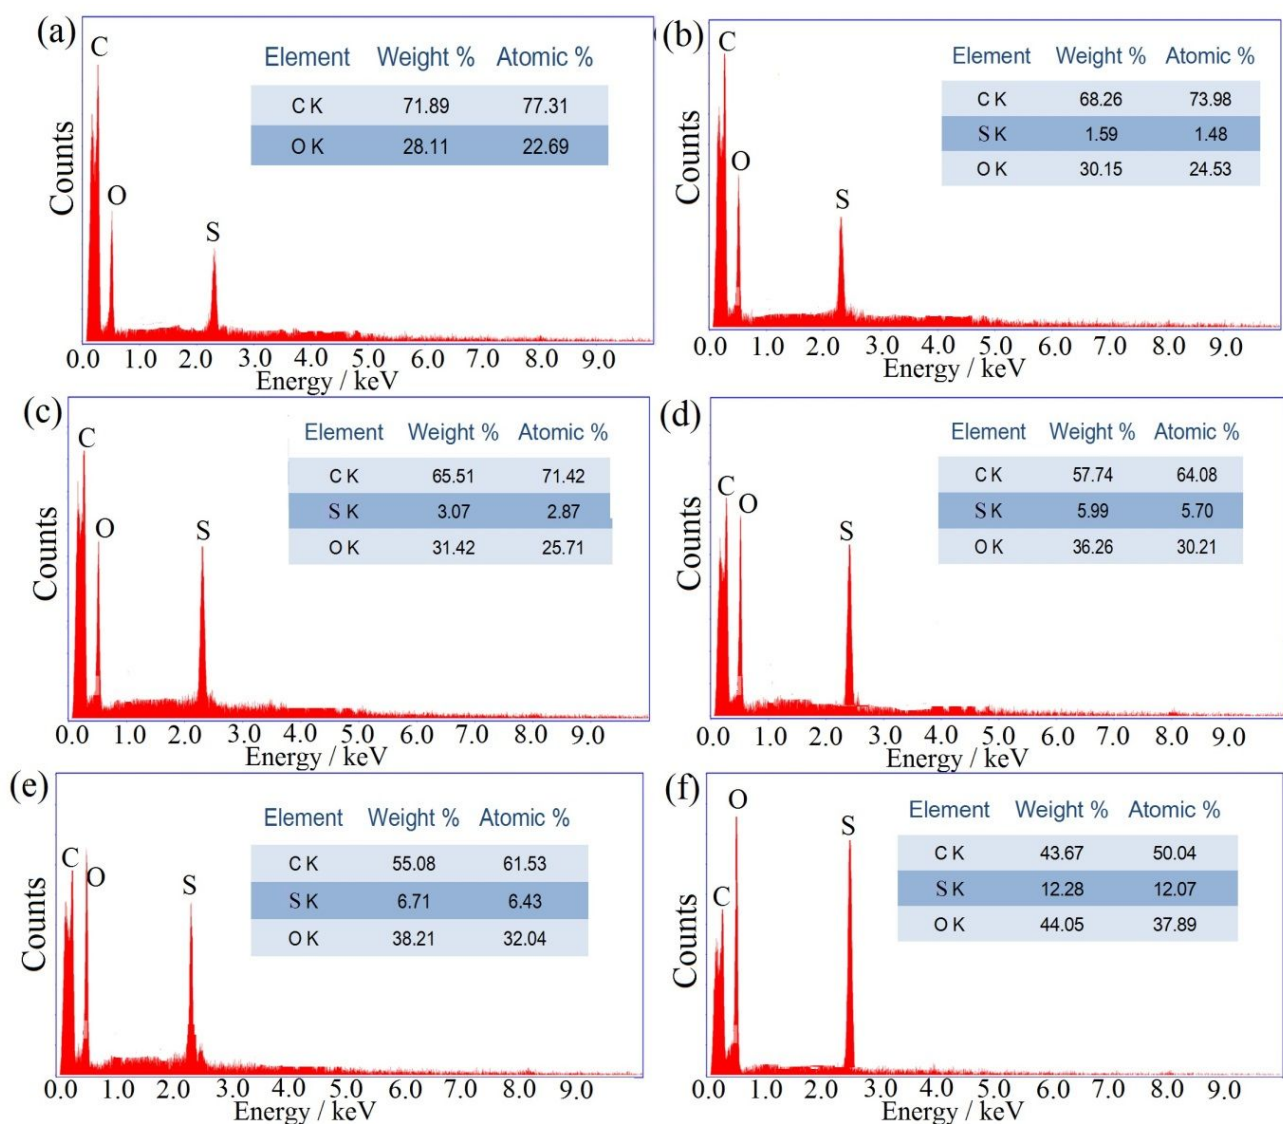 (a)
C
O
S
Counts
Element Weight % Atomic %
C K 71.89 77.31
O K 28.11 22.69
0.0 1.0 2.0 3.0 4.0 5.0 6.0 7.0 8.0 9.0
Energy / keV
(b)
C
O
S
Counts
Element Weight % Atomic %
C K 68.26 73.98
S K 1.59 1.48
O K 30.15 24.53
0.0 1.0 2.0 3.0 4.0 5.0 6.0 7.0 8.0 9.0
Energy / keV
(c)
C
O
S
Counts
Element Weight % Atomic %
C K 65.51 71.42
S K 3.07 2.87
O K 31.42 25.71
0.0 1.0 2.0 3.0 4.0 5.0 6.0 7.0 8.0 9.0
Energy / keV
(d)
C
O
S
Counts
Element Weight % Atomic %
C K 57.74 64.08
S K 5.99 5.70
O K 36.26 30.21
0.0 1.0 2.0 3.0 4.0 5.0 6.0 7.0 8.0 9.0
Energy / keV
(e)
C
O
S
Counts
Element Weight % Atomic %
C K 55.08 61.53
S K 6.71 6.43
O K 38.21 32.04
0.0 1.0 2.0 3.0 4.0 5.0 6.0 7.0 8.0 9.0
Energy / keV
(f)
O
S
C
Counts
Element Weight % Atomic %
C K 43.67 50.04
S K 12.28 12.07
O K 44.05 37.89
0.0 1.0 2.0 3.0 4.0 5.0 6.0 7.0 8.0 9.0
Energy / keV